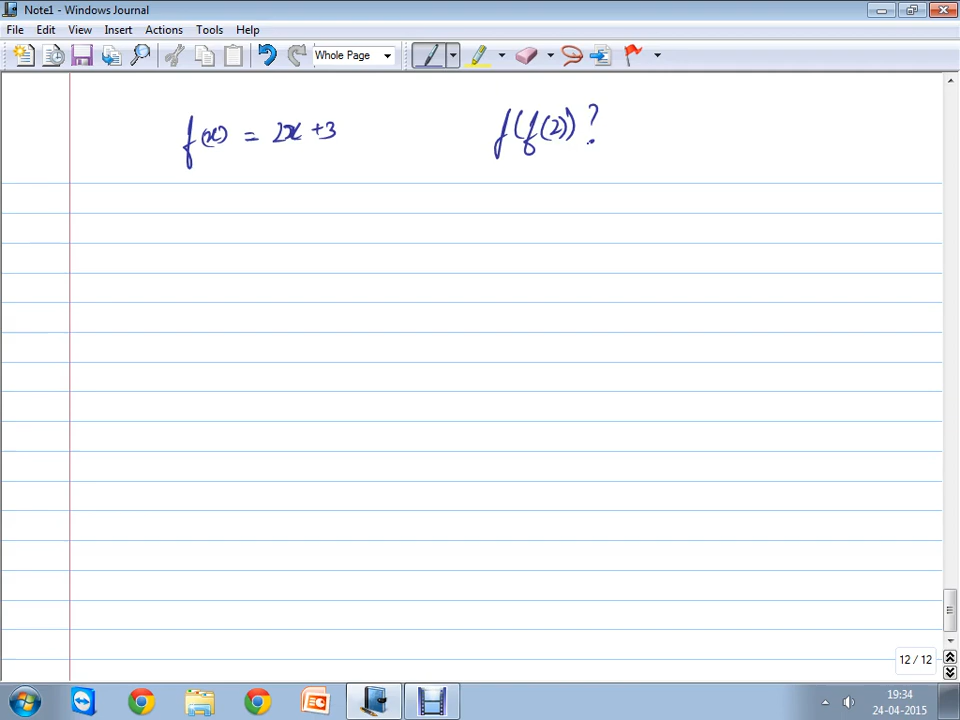 Note1 - Windows Journal
File Edit View Insert Actions Tools Help
Whole Page
f(x) = 2x + 3 f(f(2))?
12 / 12
19:34
24-04-2015